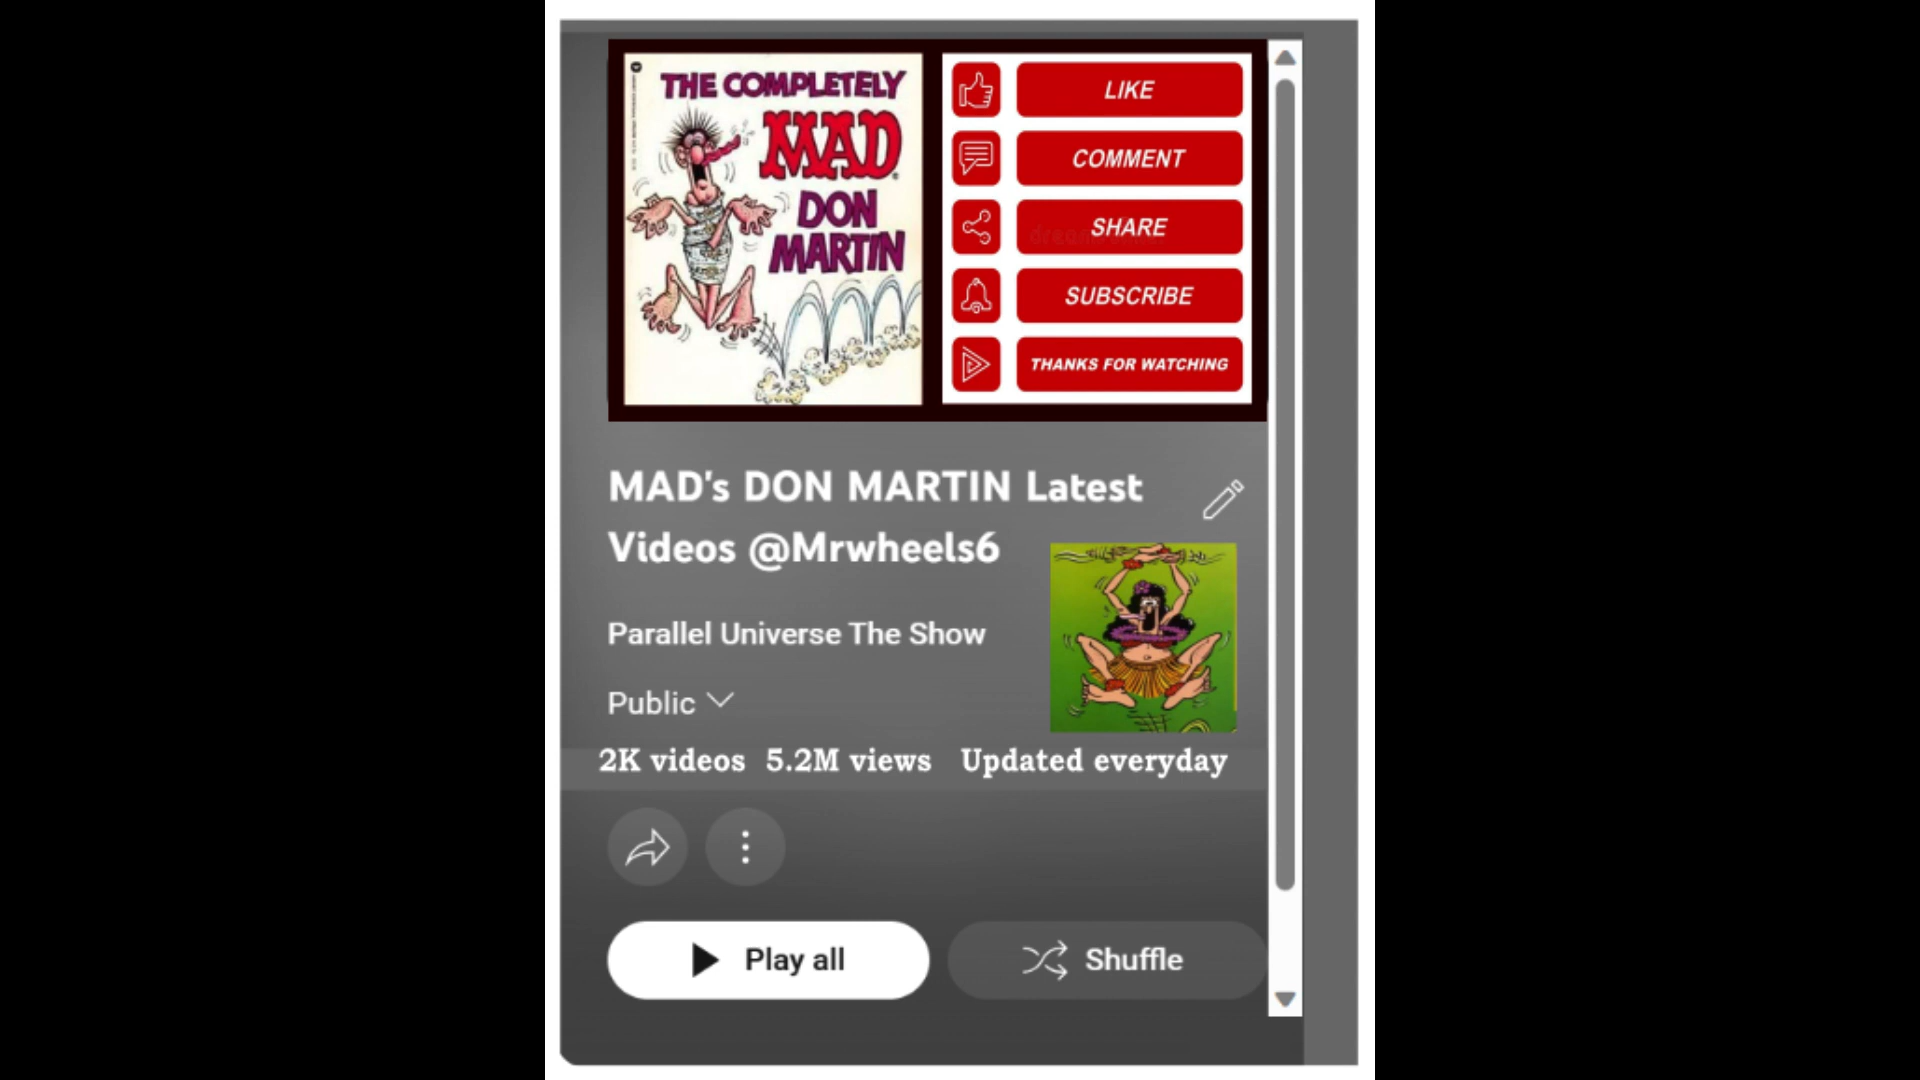 THE COMPLETELY
MAD
DON
MARTIN
LIKE
COMMENT
SHARE
SUBSCRIBE
THANKS FOR WATCHING
MAD's DON MARTIN Latest
Videos @Mrwheels6
Parallel Universe The Show
Public
2K videos 5.2M views Updated everyday
Play all
Shuffle